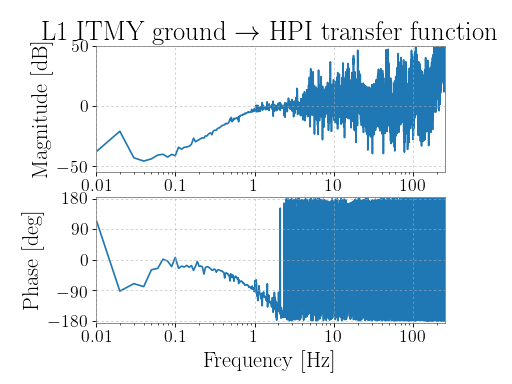 L1 ITMY ground → HPI transfer function
Magnitude [dB]
50
0
−50
0.01 0.1 1 10 100
Phase [deg]
180
90
0
−90
−180
0.01 0.1 1 10 100
Frequency [Hz]